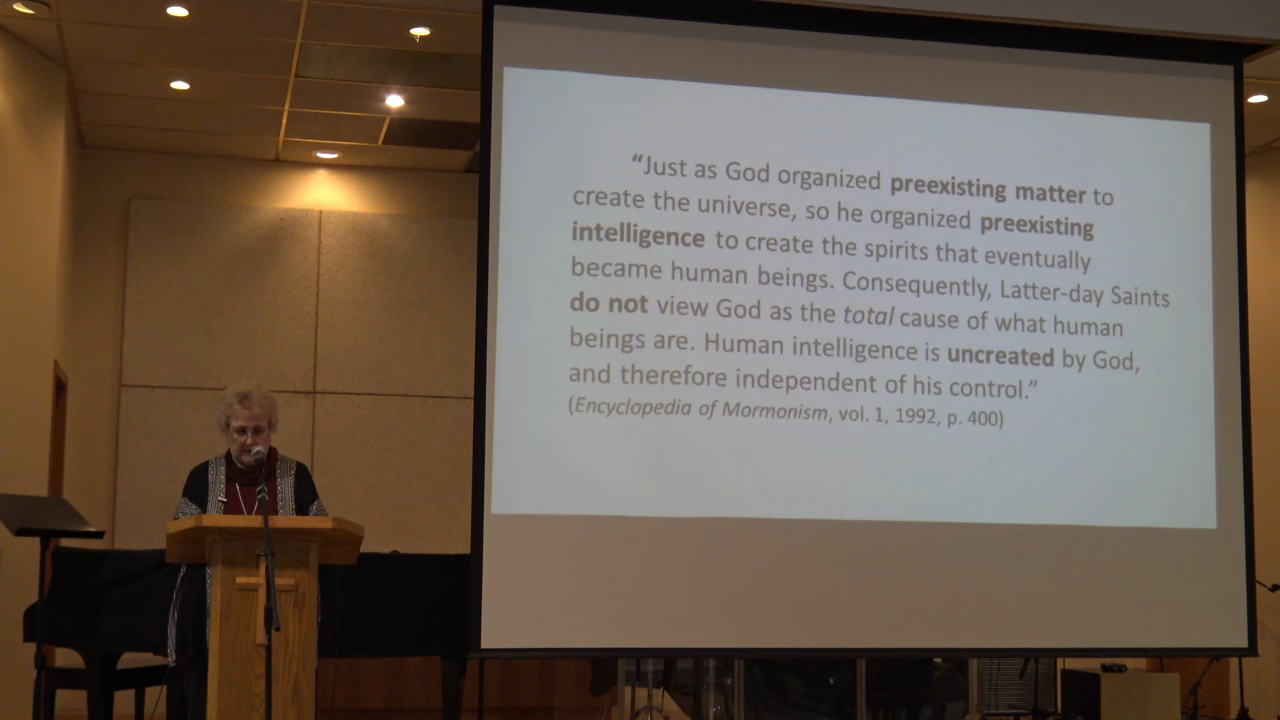 “Just as God organized preexisting matter to
create the universe, so he organized preexisting
intelligence to create the spirits that eventually
became human beings. Consequently, Latter-day Saints
do not view God as the total cause of what human
beings are. Human intelligence is uncreated by God,
and therefore independent of his control.”
(Encyclopedia of Mormonism, vol. 1, 1992, p. 400)